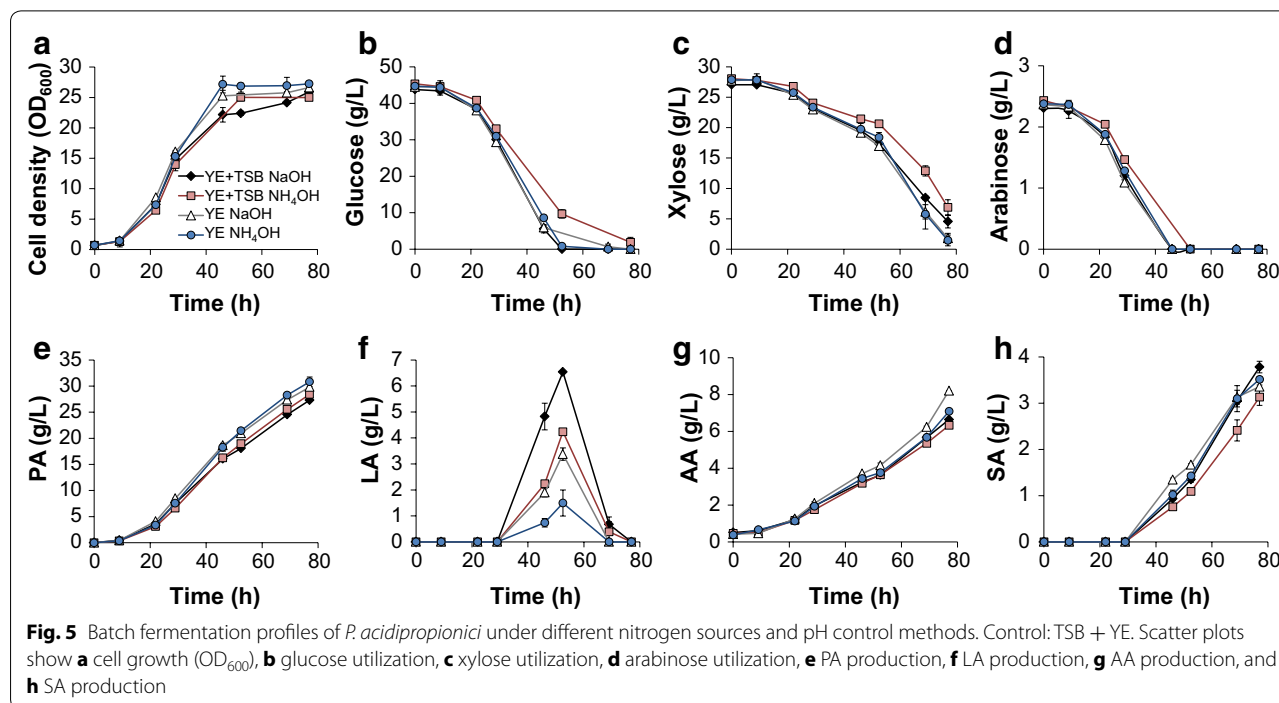 a
b
c
d
Cell density (OD600)
30
25
20
15
10
5
0
0 20 40 60 80
Time (h)
YE+TSB NaOH
YE+TSB NH4OH
YE NaOH
YE NH4OH
Glucose (g/L)
50
40
30
20
10
0
0 20 40 60 80
Time (h)
Xylose (g/L)
30
25
20
15
10
5
0
0 20 40 60 80
Time (h)
Arabinose (g/L)
3
2
1
0
0 20 40 60 80
Time (h)
e
f
g
h
PA (g/L)
35
30
25
20
15
10
5
0
0 20 40 60 80
Time (h)
LA (g/L)
7
6
5
4
3
2
1
0
0 20 40 60 80
Time (h)
AA (g/L)
10
8
6
4
2
0
0 20 40 60 80
Time (h)
SA (g/L)
4
3
2
1
0
0 20 40 60 80
Time (h)
Fig. 5 Batch fermentation profiles of P. acidipropionici under different nitrogen sources and pH control methods. Control: TSB + YE. Scatter plots
show a cell growth (OD600), b glucose utilization, c xylose utilization, d arabinose utilization, e PA production, f LA production, g AA production, and
h SA production